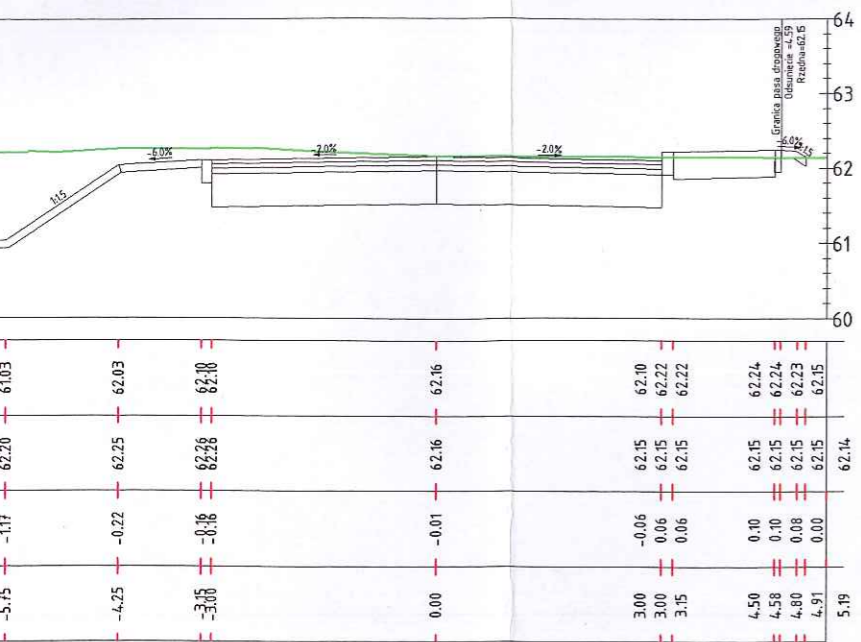 64
63
62
61
60
Granica pasa drogowego
Odsunięcie =4.59
Rzędna=62.15
-6.0%
-2.0%
-2.0%
-6.0%
1:1.5
1:1.5
61.03 62.03 62.10 62.10 62.16 62.10 62.22 62.22 62.24 62.24 62.23 62.15
62.20 62.25 62.26 62.26 62.16 62.15 62.15 62.15 62.15 62.15 62.15 62.15 62.14
-1.17 -0.22 -0.16 -0.16 -0.01 -0.06 0.06 0.06 0.10 0.10 0.08 0.00
-5.75 -4.25 -3.15 -3.00 0.00 3.00 3.00 3.15 4.50 4.58 4.80 4.91 5.19